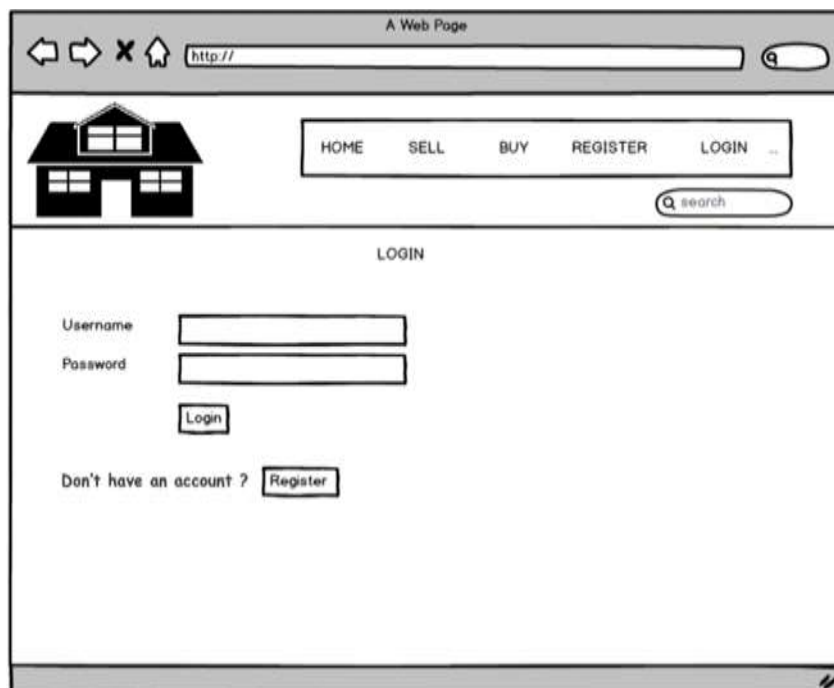 A Web Page
http://
HOME SELL BUY REGISTER LOGIN ...
search
LOGIN
Username
Password
Login
Don't have an account ? Register